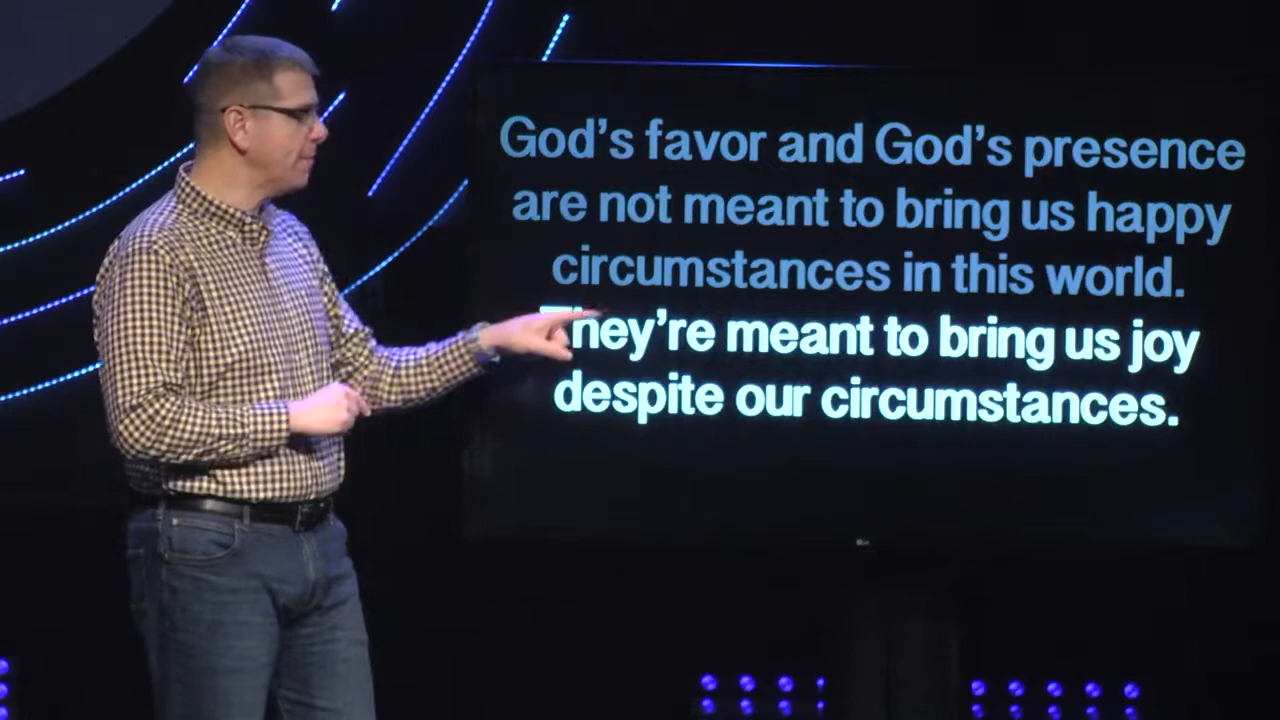 God's favor and God's presence
are not meant to bring us happy
circumstances in this world.
They're meant to bring us joy
despite our circumstances.
LG